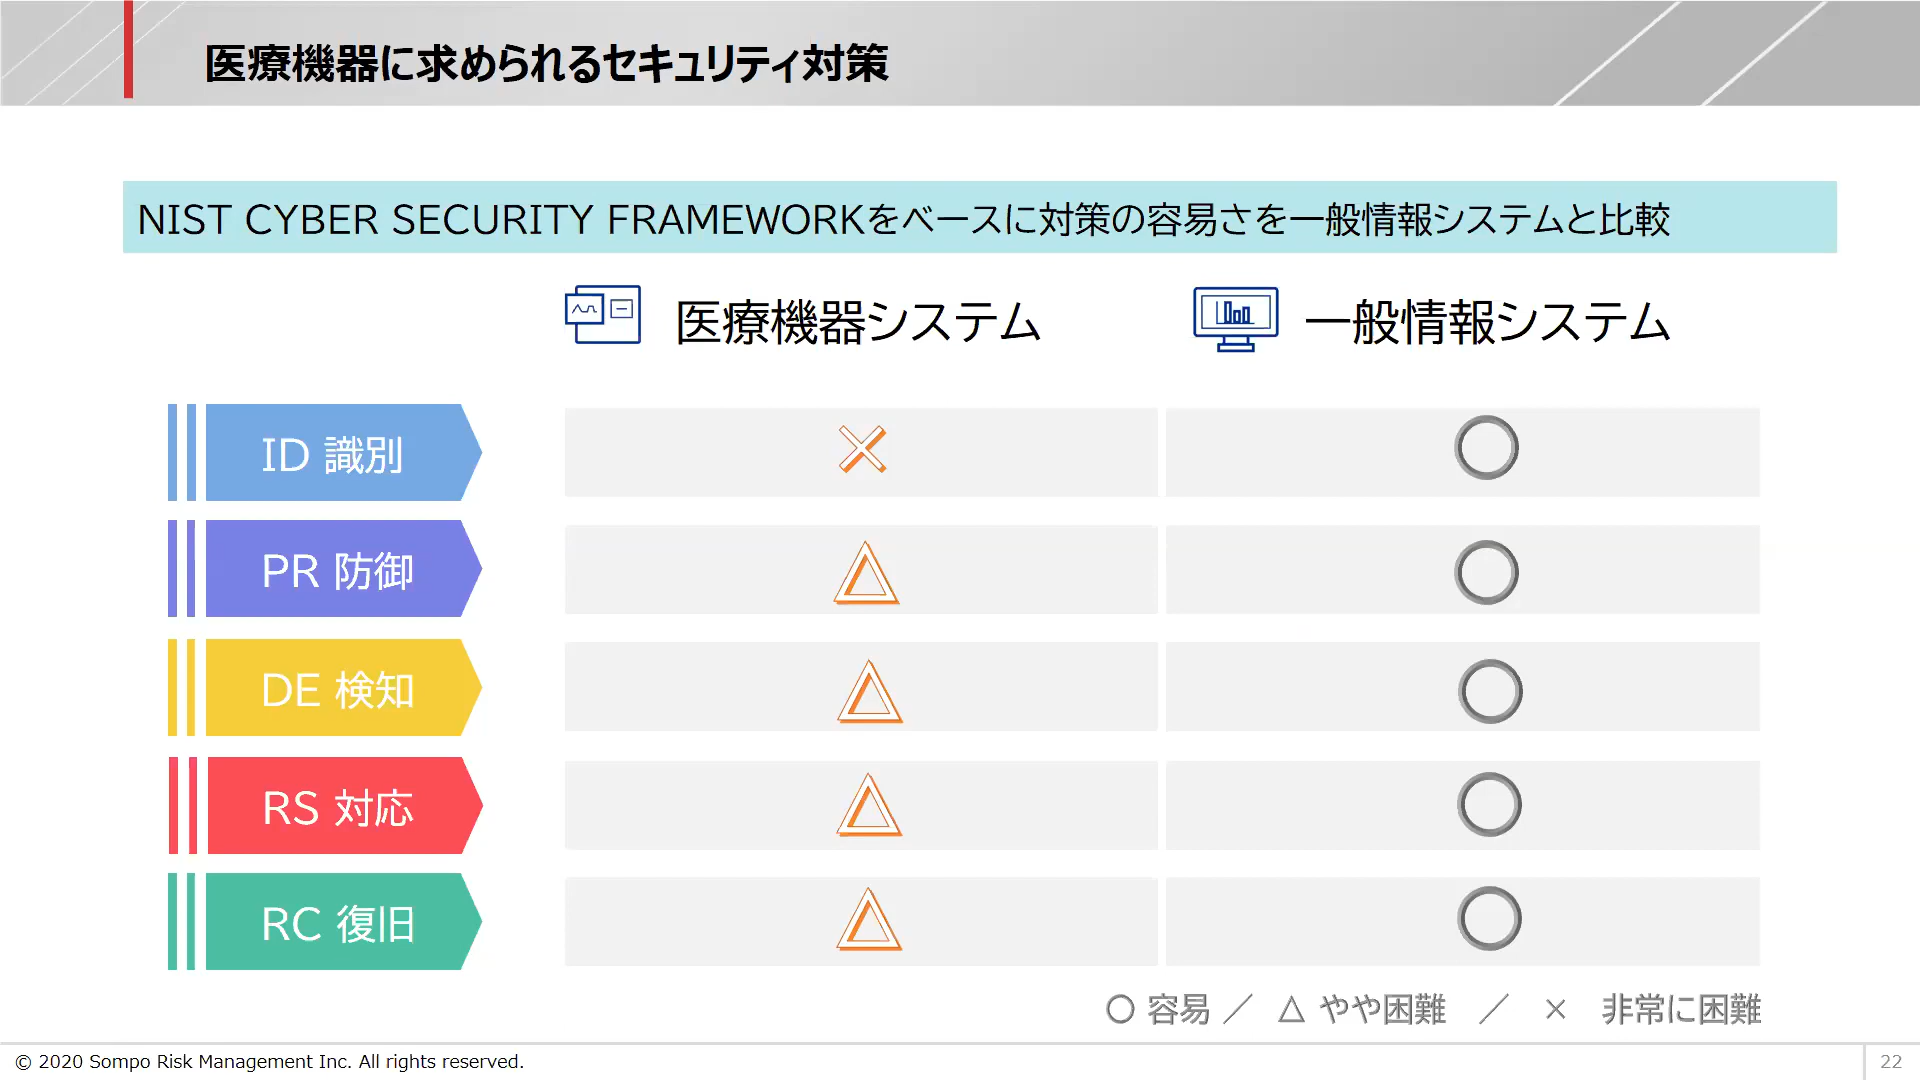 医療機器に求められるセキュリティ対策
NIST CYBER SECURITY FRAMEWORKをベースに対策の容易さを一般情報システムと比較
医療機器システム 一般情報システム
ID 識別 × ○
PR 防御 △ ○
DE 検知 △ ○
RS 対応 △ ○
RC 復旧 △ ○
○ 容易 ／ △ やや困難 ／ × 非常に困難
© 2020 Sompo Risk Management Inc. All rights reserved. 22